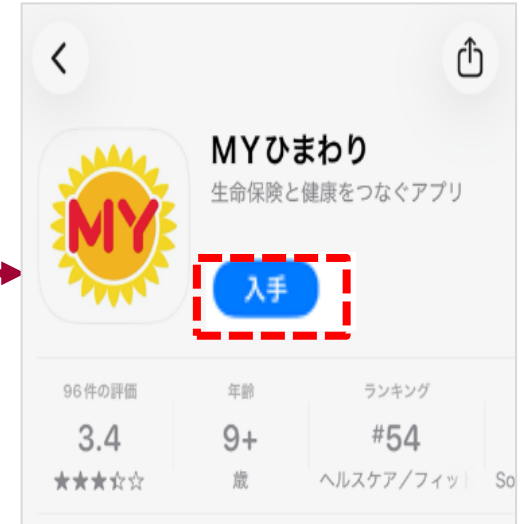 MYひまわり
生命保険と健康をつなぐアプリ
MY
入手
96件の評価
年齢
ランキング
3.4
9+
#54
★★★☆☆
歳
ヘルスケア/フィッ
So